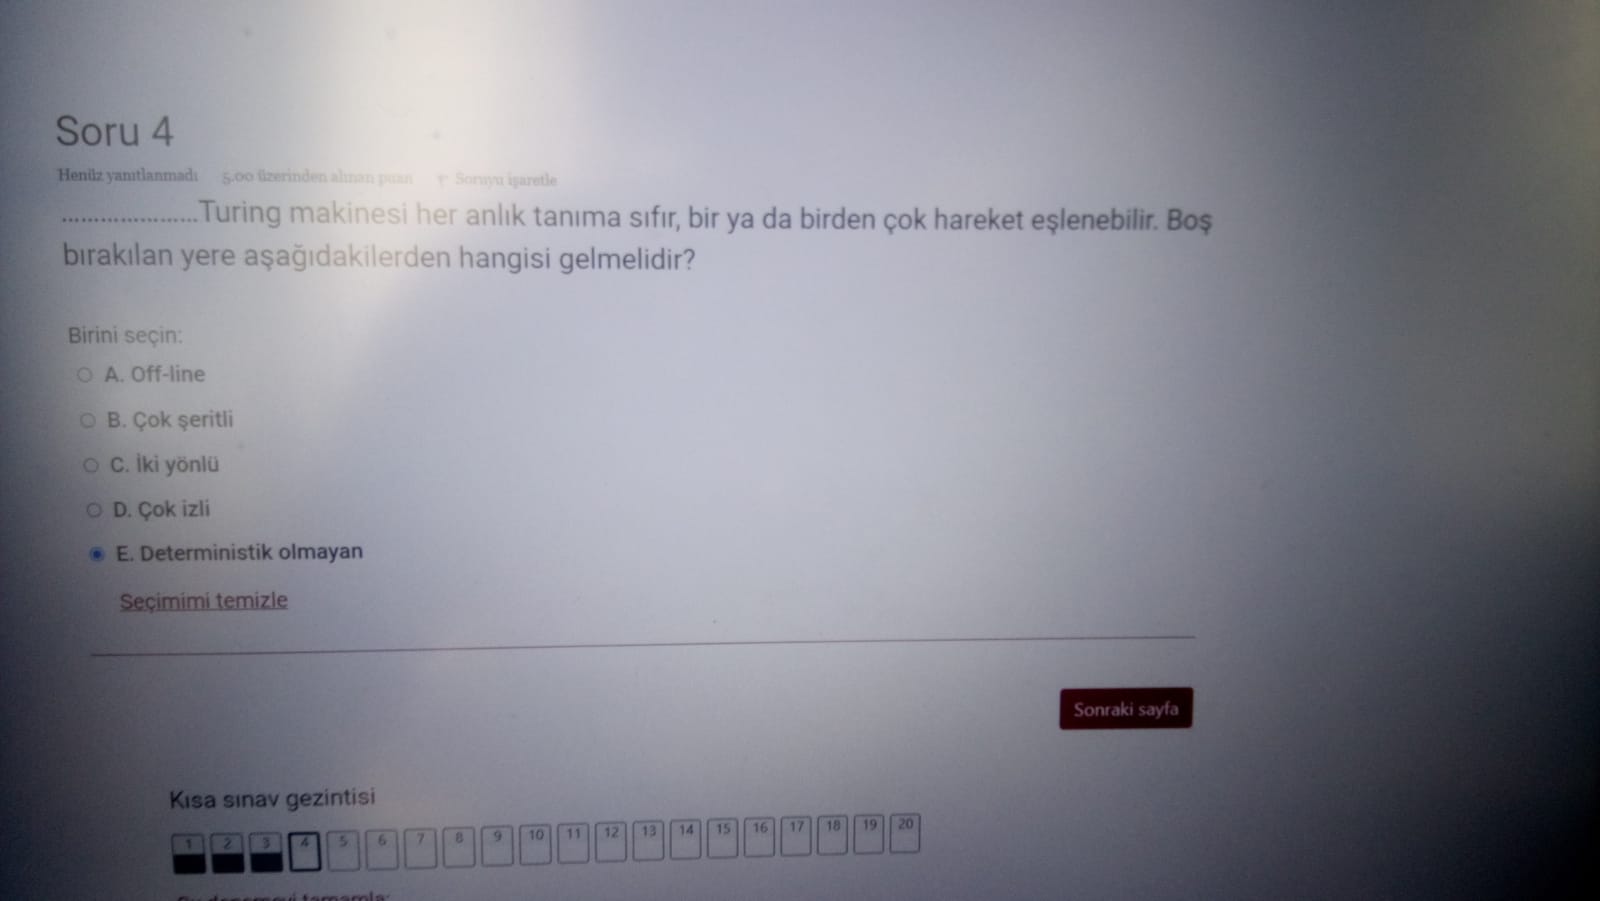 Soru 4
Henüz yanıtlanmadı 5.00 üzerinden alınan puan Soruyu işaretle
.....................Turing makinesi her anlık tanıma sıfır, bir ya da birden çok hareket eşlenebilir. Boş
bırakılan yere aşağıdakilerden hangisi gelmelidir?
Birini seçin:
A. Off-line
B. Çok şeritli
C. İki yönlü
D. Çok izli
E. Deterministik olmayan
Seçimimi temizle
Sonraki sayfa
Kısa sınav gezintisi
1 2 3 4 5 6 7 8 9 10 11 12 13 14 15 16 17 18 19 20